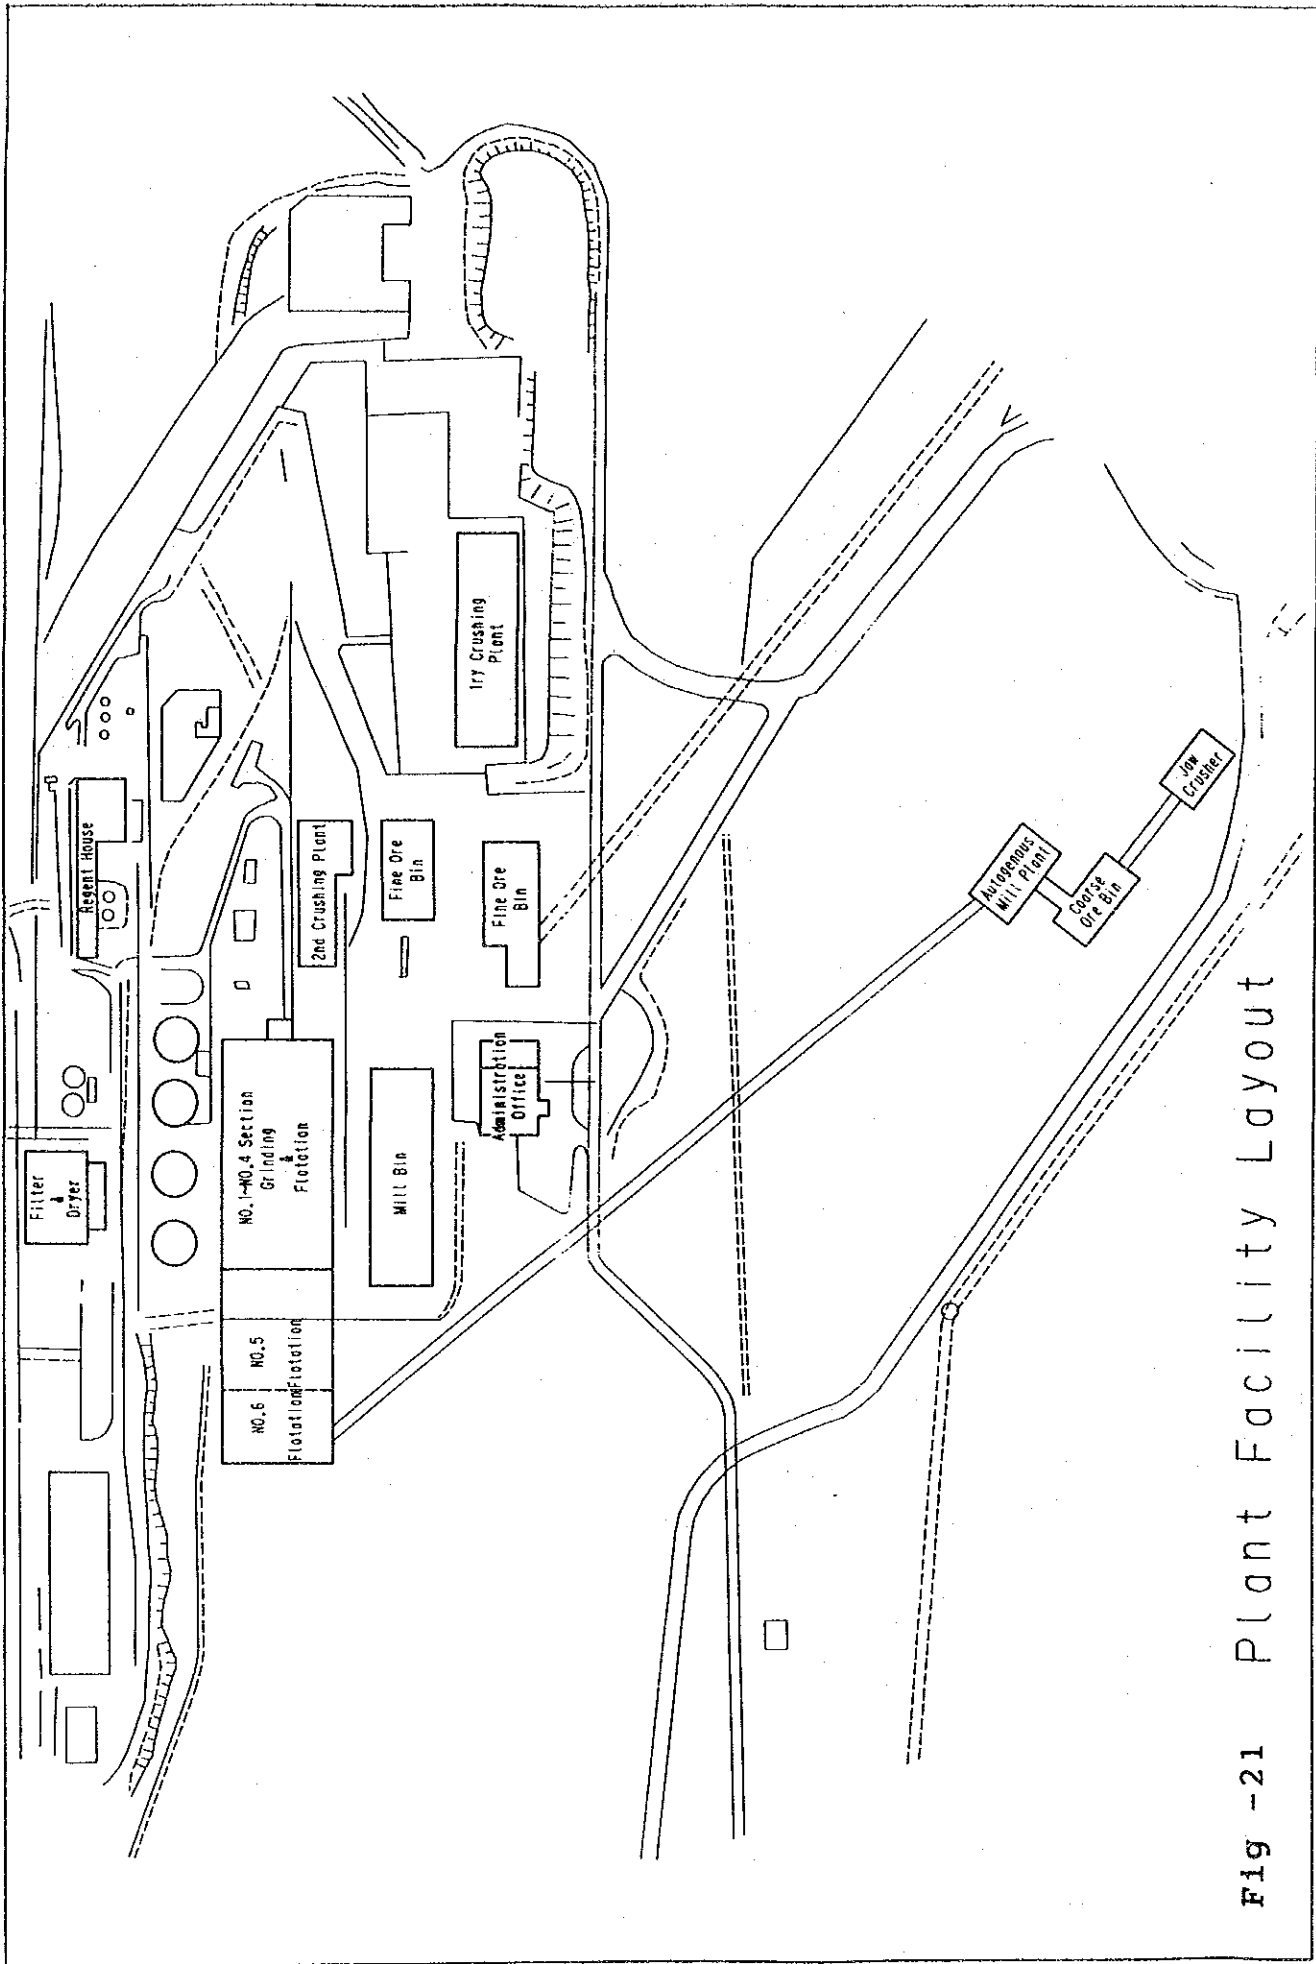 Filter
&
Dryer
Regent House
NO.6
Flotation
NO.5
Flotation
NO.1~NO.4 Section
Grinding
&
Flotation
2nd Crushing Plant
Mill Bin
Fine Ore
Bin
Administration
Office
Fine Ore
Bin
1ry Crushing
Plant
Autogenous
Mill Plant
Coarse
Ore Bin
Jaw
Crusher
Fig -21 Plant Facility Layout